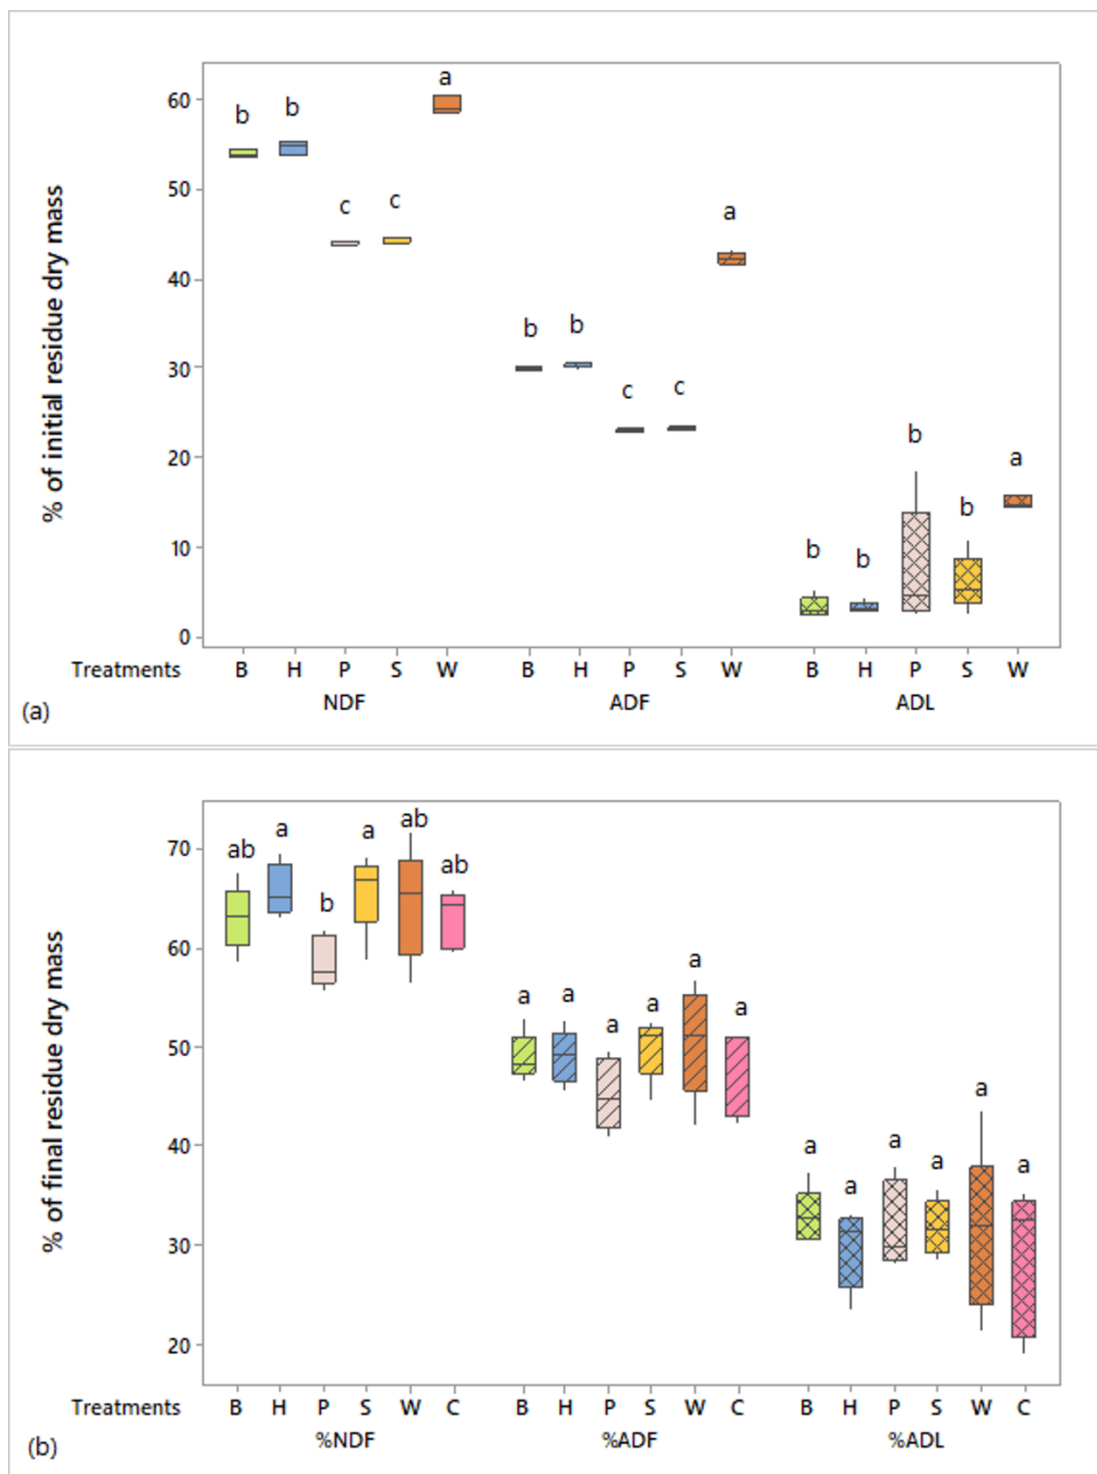 % of initial residue dry mass
60
50
40
30
20
10
0
b b c c a
b b c c a
b b b b a
Treatments B H P S W B H P S W B H P S W
NDF ADF ADL
(a)
% of final residue dry mass
70
60
50
40
30
20
ab a b a ab ab
a a a a a a
a a a a a a
Treatments B H P S W C B H P S W C B H P S W C
%NDF %ADF %ADL
(b)